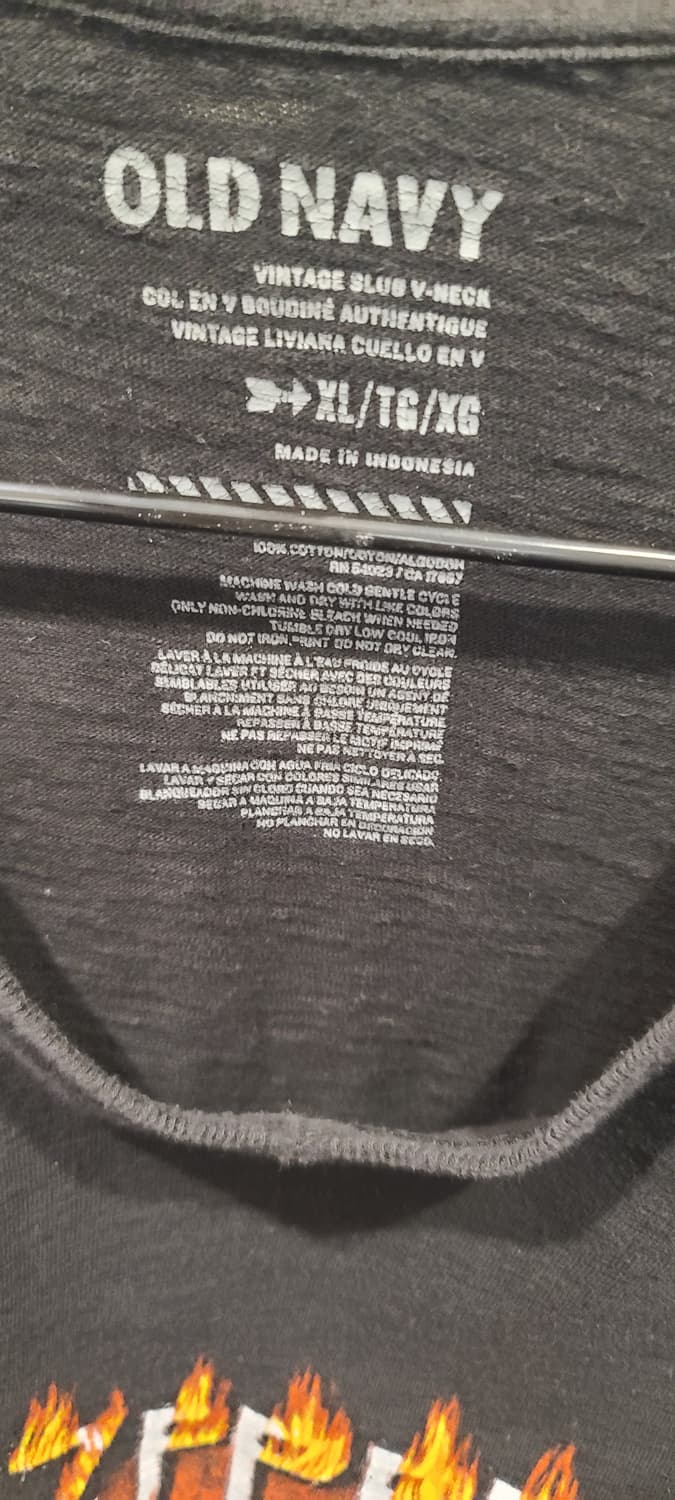 OLD NAVY
VINTAGE SLUB V-NECK
COL EN V BOUDINÉ AUTHENTIQUE
VINTAGE LIVIANA CUELLO EN V
XL/TG/XG
MADE IN INDONESIA
100% COTTON/COTON/ALGODON
RN 54023 / CA 17897
MACHINE WASH COLD GENTLE CYCLE
WASH AND DRY WITH LIKE COLORS
ONLY NON-CHLORINE BLEACH WHEN NEEDED
TUMBLE DRY LOW COOL IRON
DO NOT IRON PRINT DO NOT DRY CLEAN
LAVER À LA MACHINE À L'EAU FROIDE AU CYCLE
DÉLICAT LAVER ET SÉCHER AVEC DES COULEURS
SEMBLABLES UTILISER AU BESOIN UN AGENT DE
BLANCHIMENT SANS CHLORE UNIQUEMENT
SÉCHER À LA MACHINE À BASSE TEMPÉRATURE
REPASSER À BASSE TEMPÉRATURE
NE PAS REPASSER LE MOTIF IMPRIMÉ
NE PAS NETTOYER À SEC
LAVAR A MAQUINA CON AGUA FRIA CICLO DELICADO
LAVAR Y SECAR CON COLORES SIMILARES USAR
BLANQUEADOR SIN CLORO CUANDO SEA NECESARIO
SECAR A MAQUINA A BAJA TEMPERATURA
PLANCHAR A BAJA TEMPERATURA
NO PLANCHAR EN DECORACION
NO LAVAR EN SECO